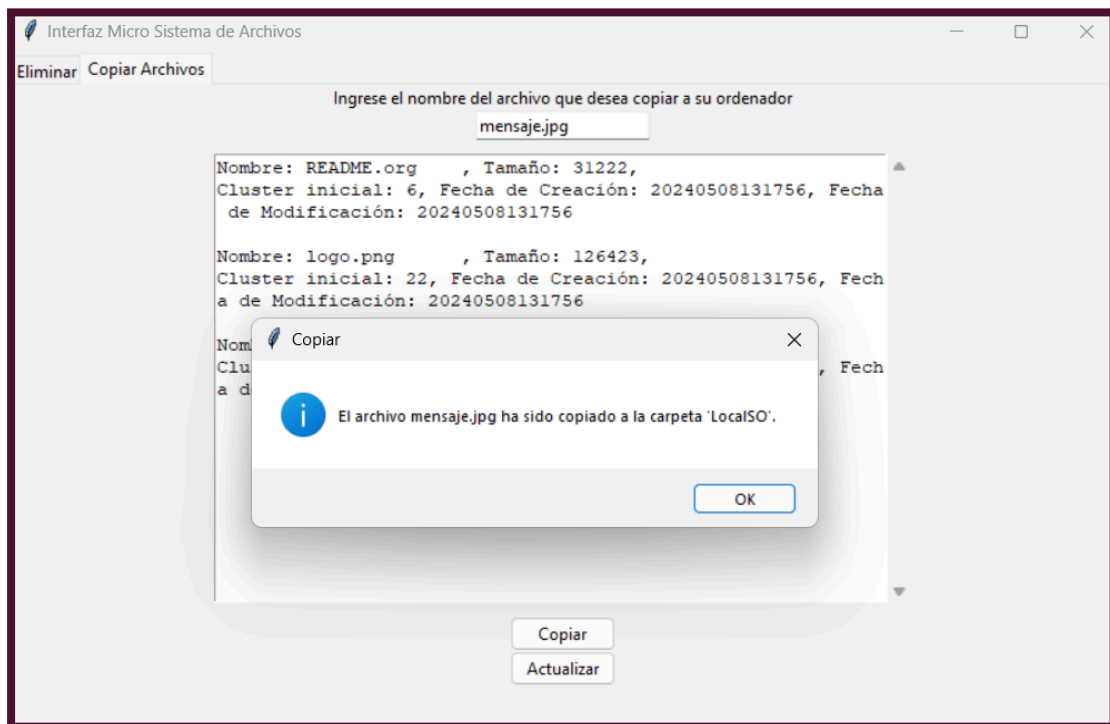 Interfaz Micro Sistema de Archivos
Eliminar Copiar Archivos
Ingrese el nombre del archivo que desea copiar a su ordenador
mensaje.jpg
Nombre: README.org    , Tamaño: 31222,
Cluster inicial: 6, Fecha de Creación: 20240508131756, Fecha
 de Modificación: 20240508131756
Nombre: logo.png      , Tamaño: 126423,
Cluster inicial: 22, Fecha de Creación: 20240508131756, Fech
a de Modificación: 20240508131756
Nom
Clu , Fech
a d
Copiar
El archivo mensaje.jpg ha sido copiado a la carpeta 'LocalSO'.
OK
Copiar
Actualizar